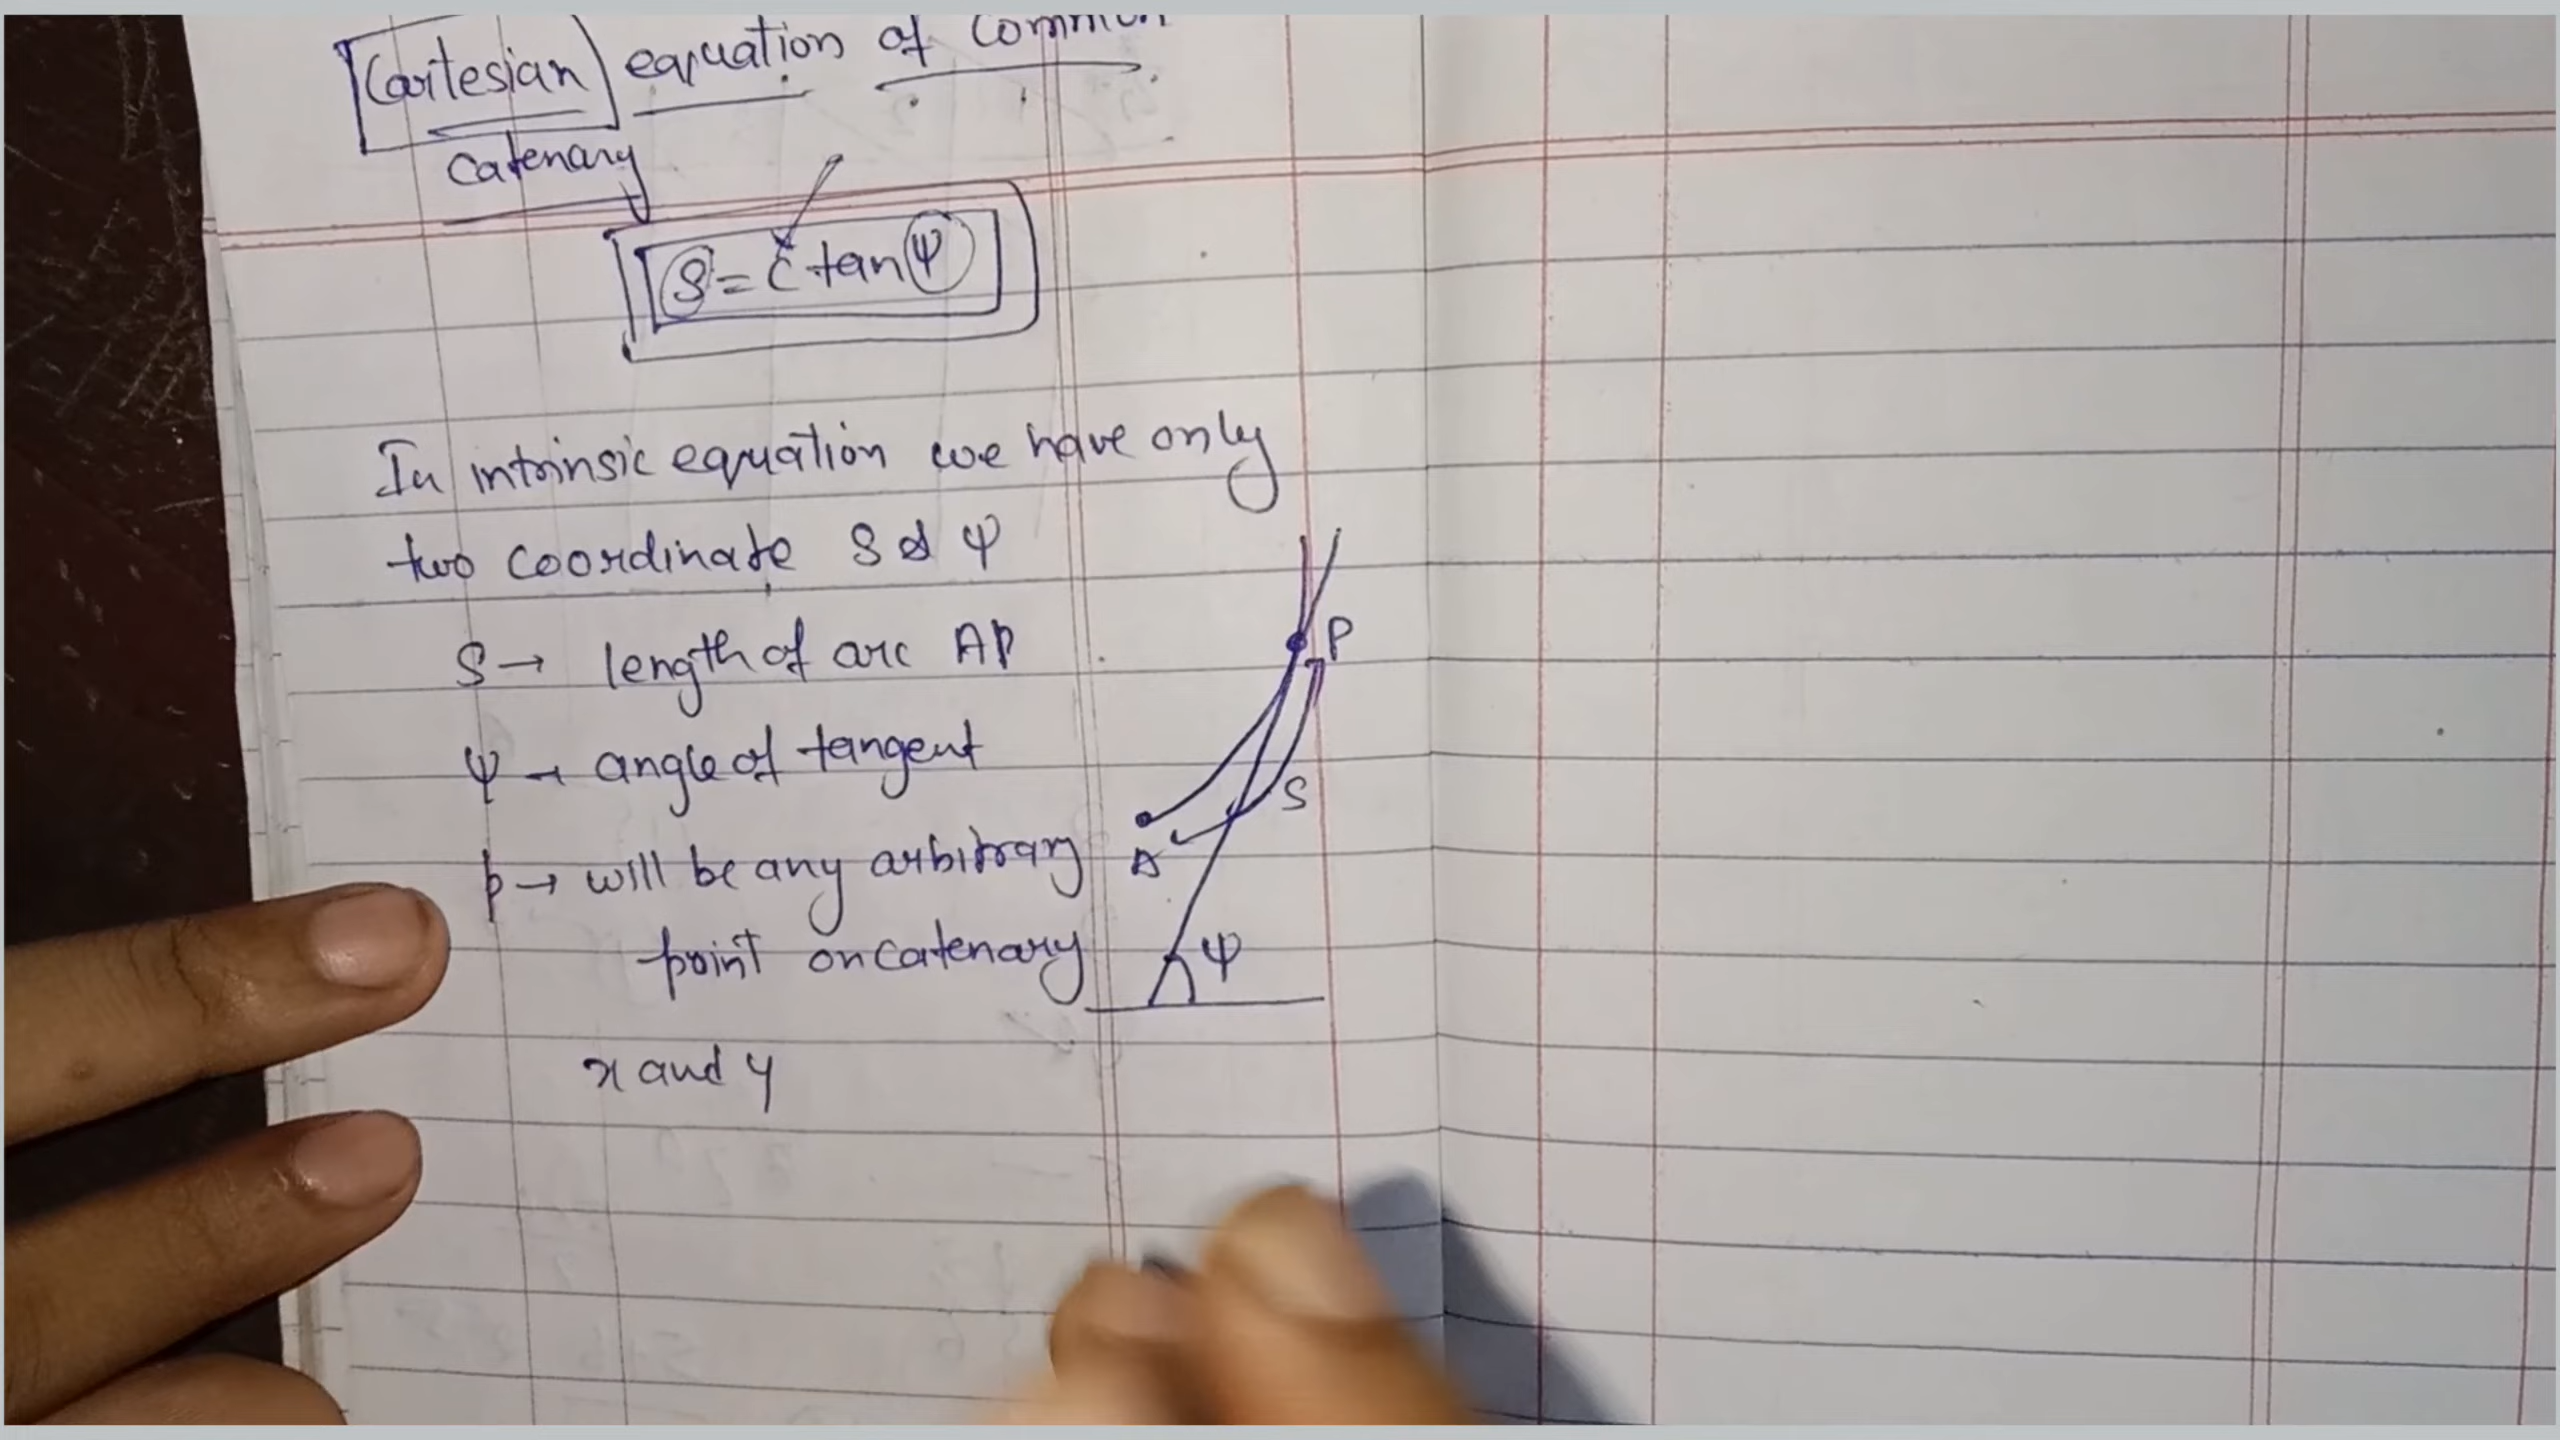 Cartesian equation of Common
Catenary
S = c tan ψ
In intrinsic equation we have only
two coordinate S & ψ
S → length of arc AP
ψ → angle of tangent
p → will be any arbitrary
point on catenary
x and y
P
S
A
ψ